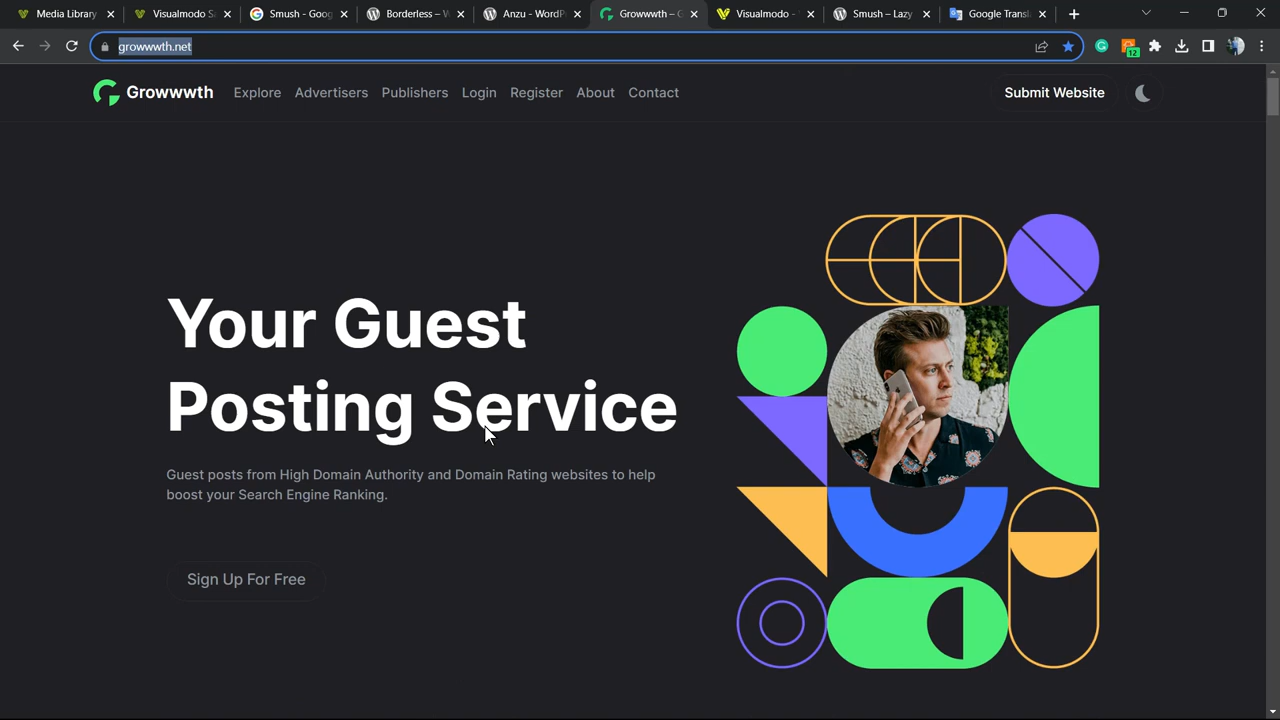 Media Library
Visualmodo S
Smush - Goog
Borderless – W
Anzu - WordP
Growwwth – G
Visualmodo -
Smush – Lazy
Google Transl
growwwth.net
12
Growwwth
Explore
Advertisers
Publishers
Login
Register
About
Contact
Submit Website
Your Guest
Posting Service
Guest posts from High Domain Authority and Domain Rating websites to help
boost your Search Engine Ranking.
Sign Up For Free